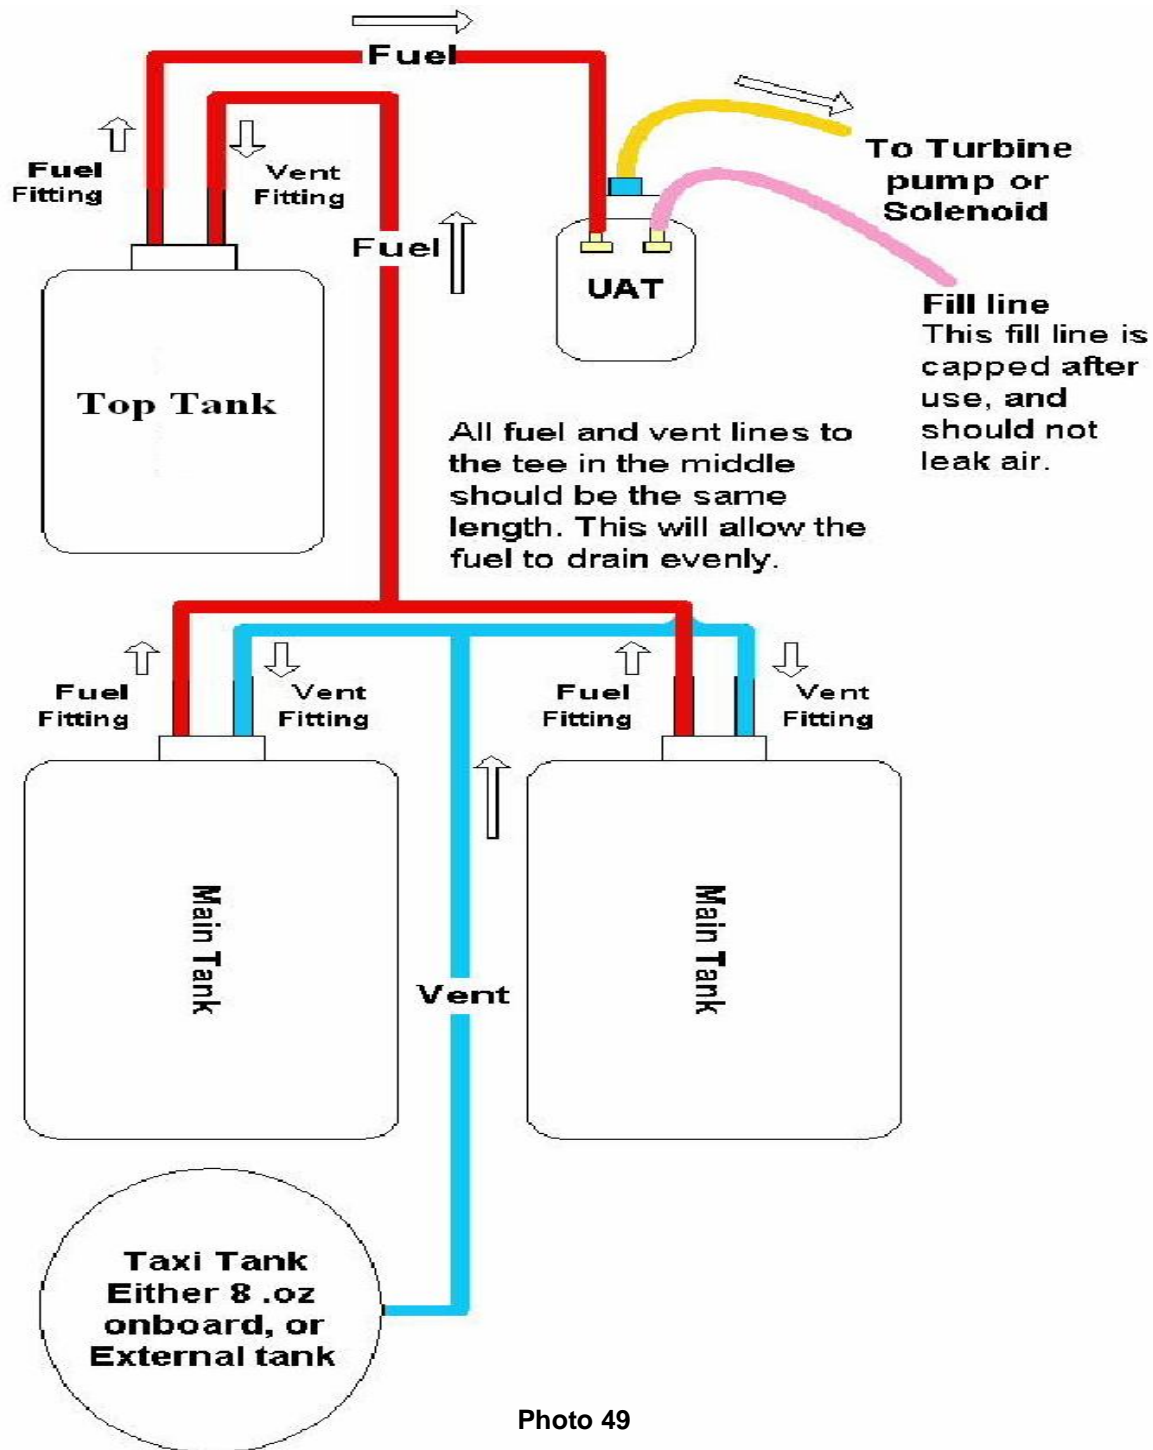 Fuel
Fuel
Fitting
Vent
Fitting
Fuel
To Turbine
pump or
Solenoid
UAT
Fill line
This fill line is
capped after
use, and
should not
leak air.
Top Tank
All fuel and vent lines to
the tee in the middle
should be the same
length. This will allow the
fuel to drain evenly.
Fuel
Fitting
Vent
Fitting
Fuel
Fitting
Vent
Fitting
Main Tank
Main Tank
Vent
Taxi Tank
Either 8 .oz
onboard, or
External tank
Photo 49